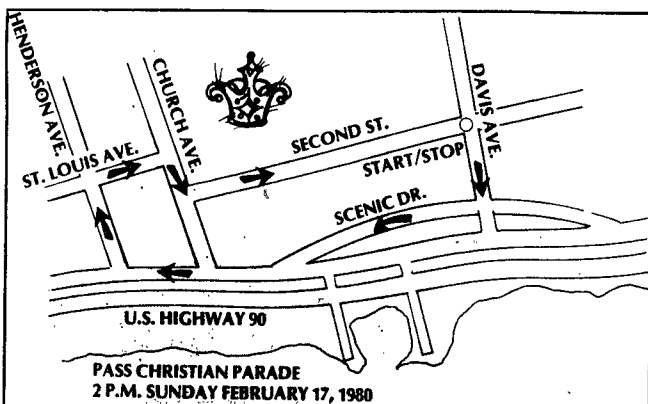 HENDERSON AVE.
CHURCH AVE.
DAVIS AVE.
ST. LOUIS AVE.
SECOND ST.
START/STOP
SCENIC DR.
U.S. HIGHWAY 90
PASS CHRISTIAN PARADE
2 P.M. SUNDAY FEBRUARY 17, 1980